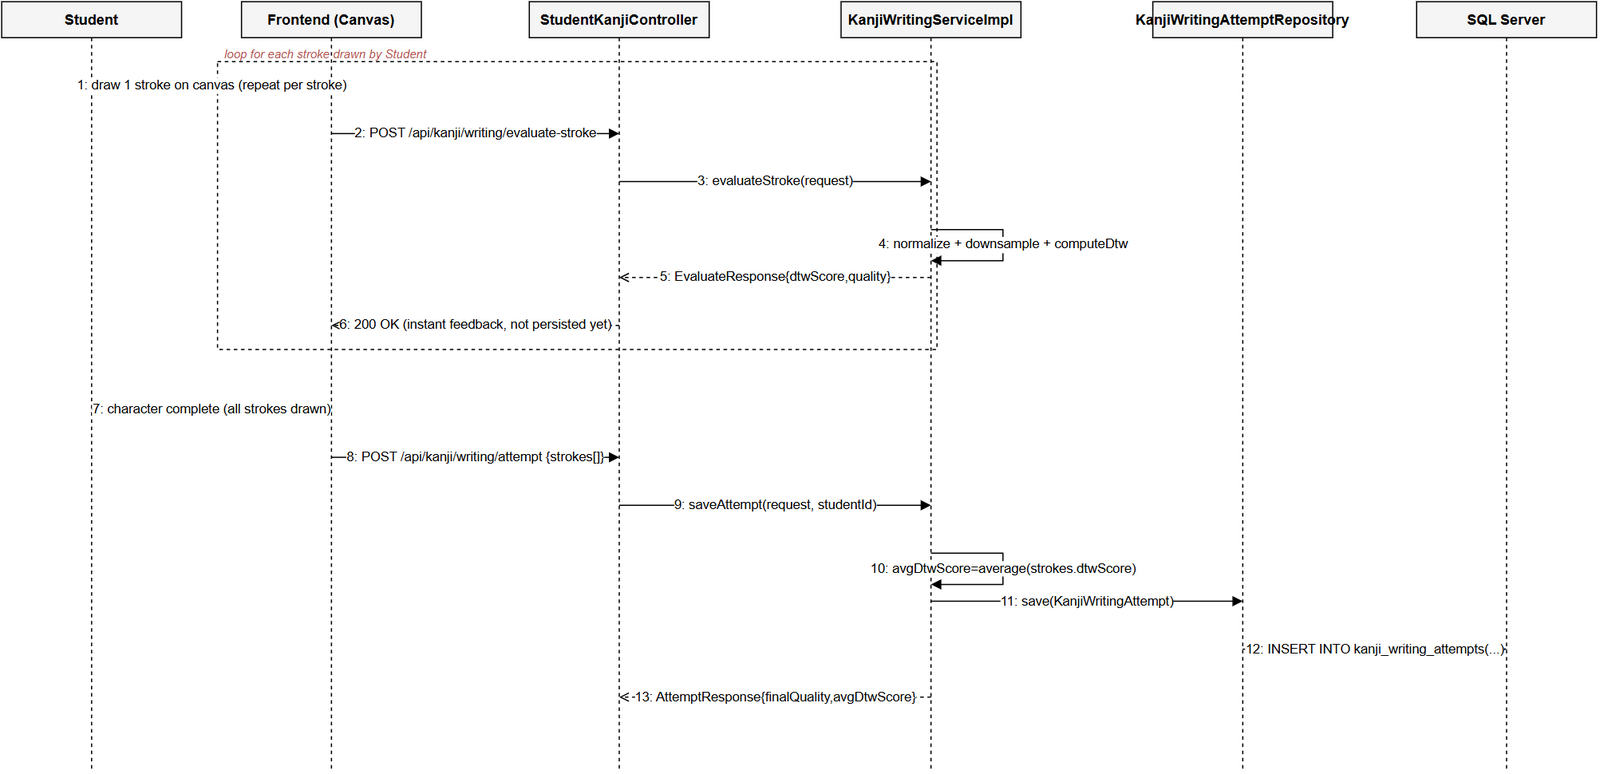 Student
Frontend (Canvas)
StudentKanjiController
KanjiWritingServiceImpl
KanjiWritingAttemptRepository
SQL Server
loop for each stroke drawn by Student
1: draw 1 stroke on canvas (repeat per stroke)
2: POST /api/kanji/writing/evaluate-stroke
3: evaluateStroke(request)
4: normalize + downsample + computeDtw
5: EvaluateResponse{dtwScore,quality}
6: 200 OK (instant feedback, not persisted yet)
7: character complete (all strokes drawn)
8: POST /api/kanji/writing/attempt {strokes[]}
9: saveAttempt(request, studentId)
10: avgDtwScore=average(strokes.dtwScore)
11: save(KanjiWritingAttempt)
12: INSERT INTO kanji_writing_attempts(...)
13: AttemptResponse{finalQuality,avgDtwScore}